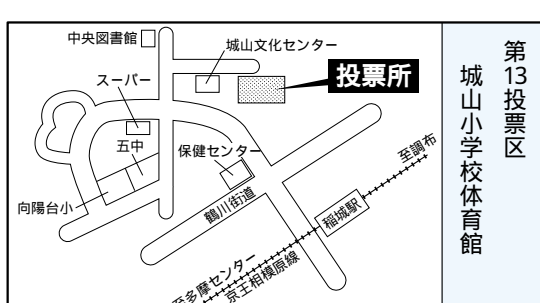 第13投票区
城山小学校体育館
中央図書館
城山文化センター
スーパー
投票所
五中
保健センター
至調布
向陽台小
鶴川街道
稲城駅
至多摩センター
京王相模原線